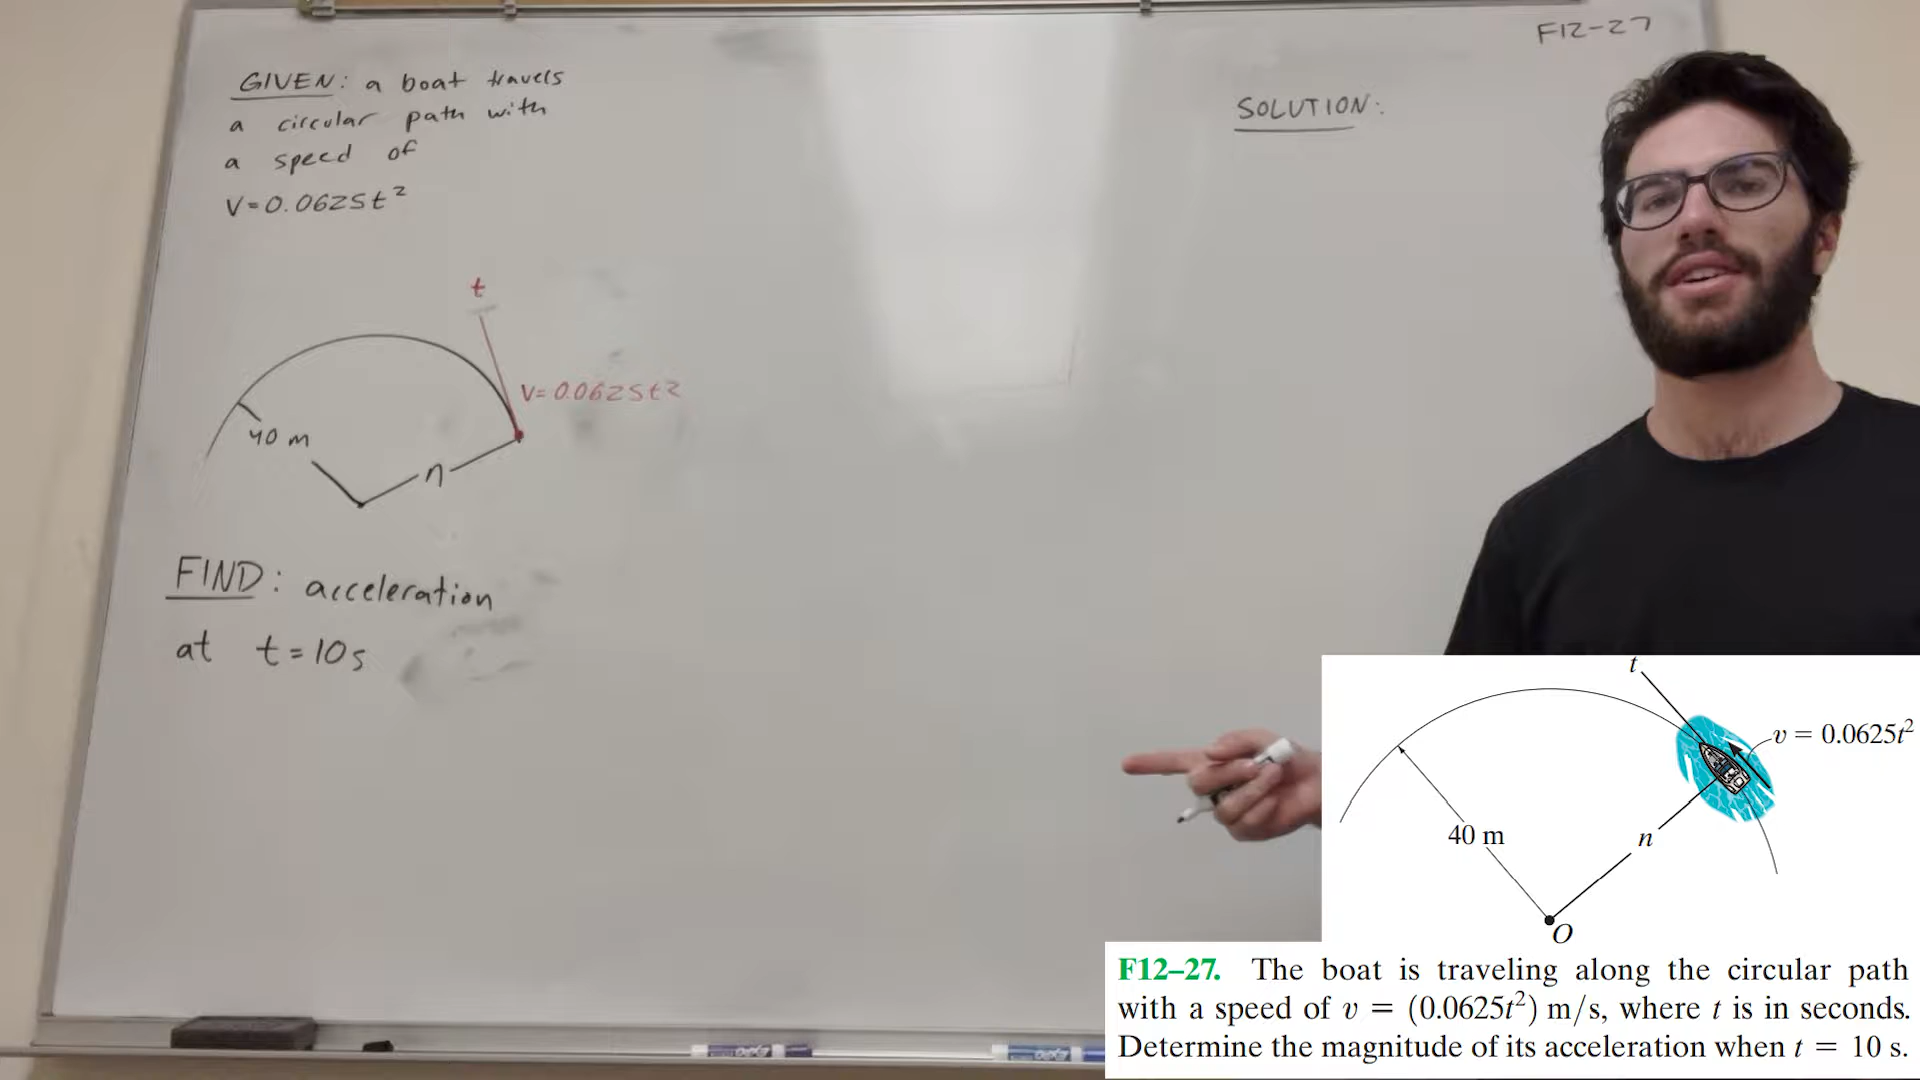 F12-27
GIVEN: a boat travels
a circular path with
a speed of
V=0.0625t²
SOLUTION:
t
V=0.0625t²
40 m
n
FIND: acceleration
at t=10s
t
v = 0.0625t²
40 m
n
O
F12–27. The boat is traveling along the circular path
with a speed of v = (0.0625t²) m/s, where t is in seconds.
Determine the magnitude of its acceleration when t = 10 s.